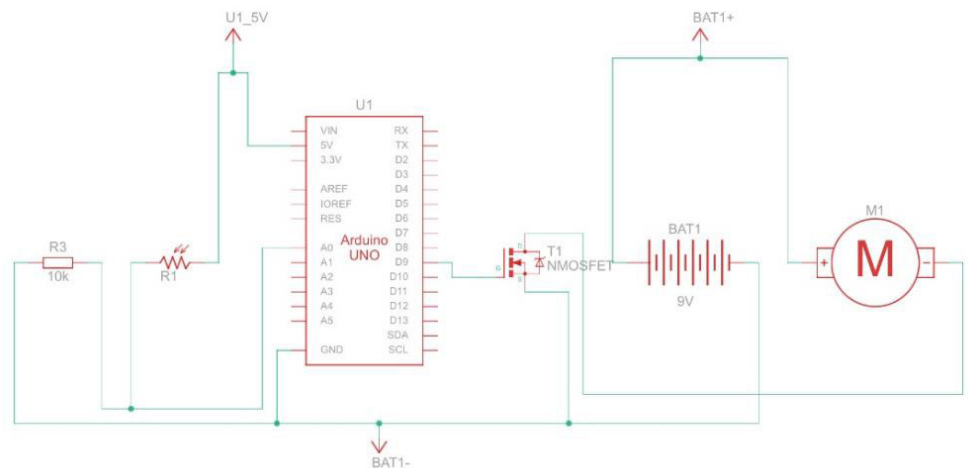 U1_5V
BAT1+
U1
VIN
RX
5V
TX
3.3V
D2
D3
AREF
D4
IOREF
D5
RES
D6
D7
Arduino
UNO
A0
D8
A1
D9
A2
D10
A3
D11
A4
D12
A5
D13
SDA
GND
SCL
R3
10k
R1
D
G
S
T1
NMOSFET
BAT1
9V
M1
+
M
-
BAT1-